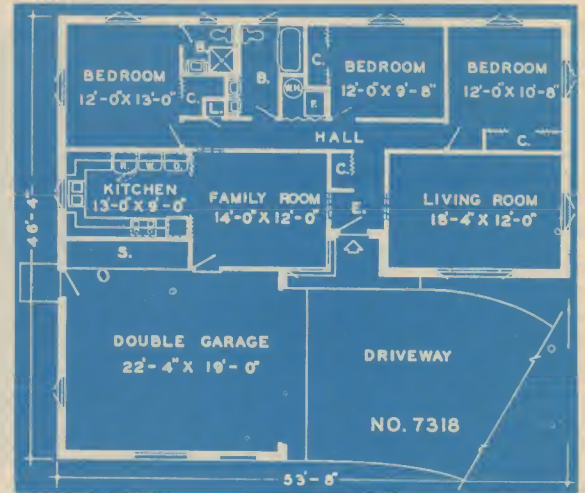 B.
C.
L.
B.
W.H.
F.
C.
BEDROOM
12'-0" X 13'-0"
BEDROOM
12'-0" X 9'-8"
BEDROOM
12'-0" X 10'-8"
C.
HALL
R. W. D.
KITCHEN
13'-0" X 9'-0"
FAMILY ROOM
14'-0" X 12'-0"
C.
E.
LIVING ROOM
18'-4" X 12'-0"
S.
46'-4"
DOUBLE GARAGE
22'-4" X 19'-0"
DRIVEWAY
NO. 7318
53'-8"